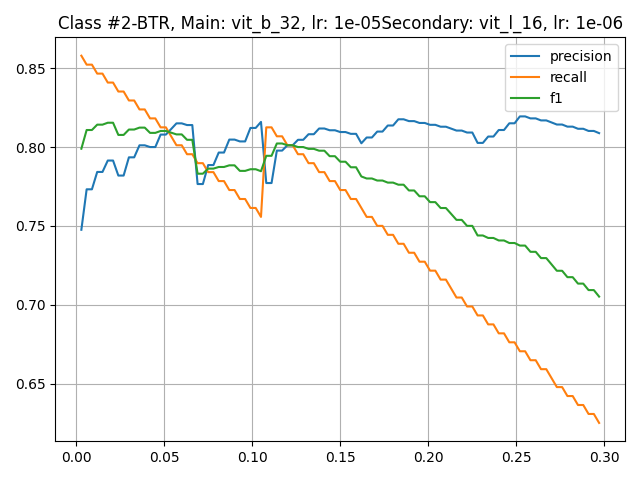 Class #2-BTR, Main: vit_b_32, lr: 1e-05Secondary: vit_l_16, lr: 1e-06
precision
recall
f1
0.85
0.80
0.75
0.70
0.65
0.00 0.05 0.10 0.15 0.20 0.25 0.30